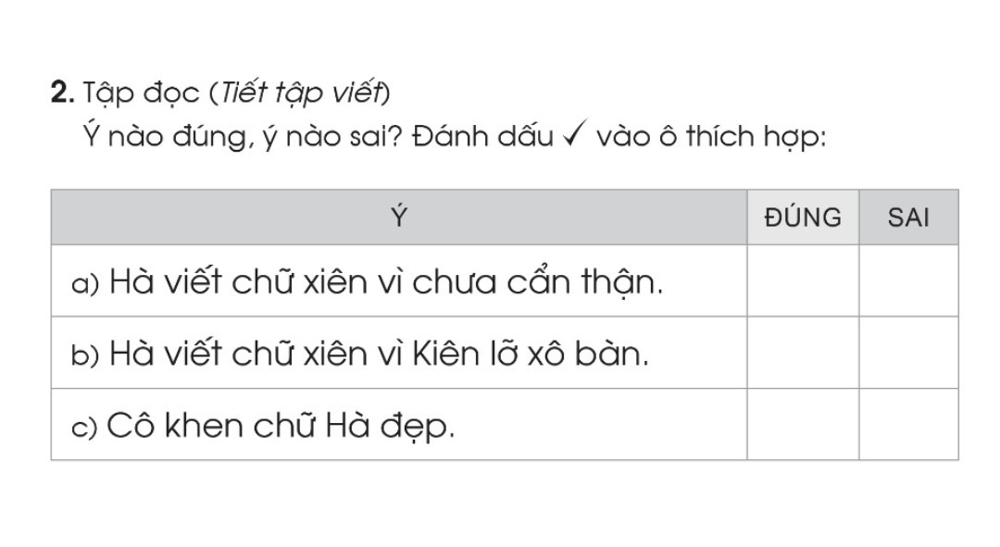 2. Tập đọc (Tiết tập viết)
Ý nào đúng, ý nào sai? Đánh dấu ✓ vào ô thích hợp:
Ý ĐÚNG SAI
a) Hà viết chữ xiên vì chưa cẩn thận.
b) Hà viết chữ xiên vì Kiên lỡ xô bàn.
c) Cô khen chữ Hà đẹp.